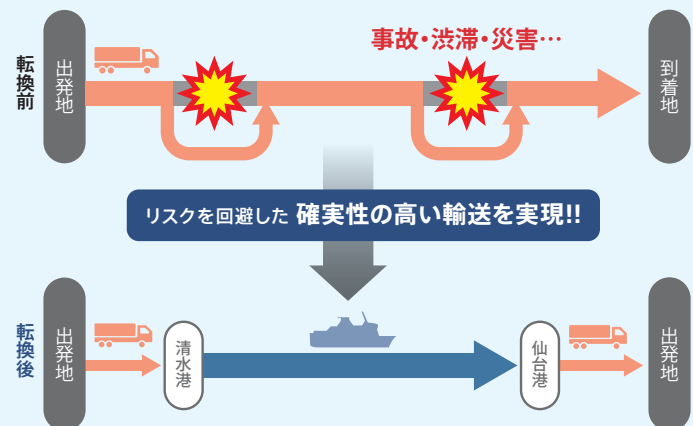 事故・渋滞・災害…
転換前
出発地
到着地
リスクを回避した 確実性の高い輸送を実現!!
転換後
出発地
清水港
仙台港
出発地